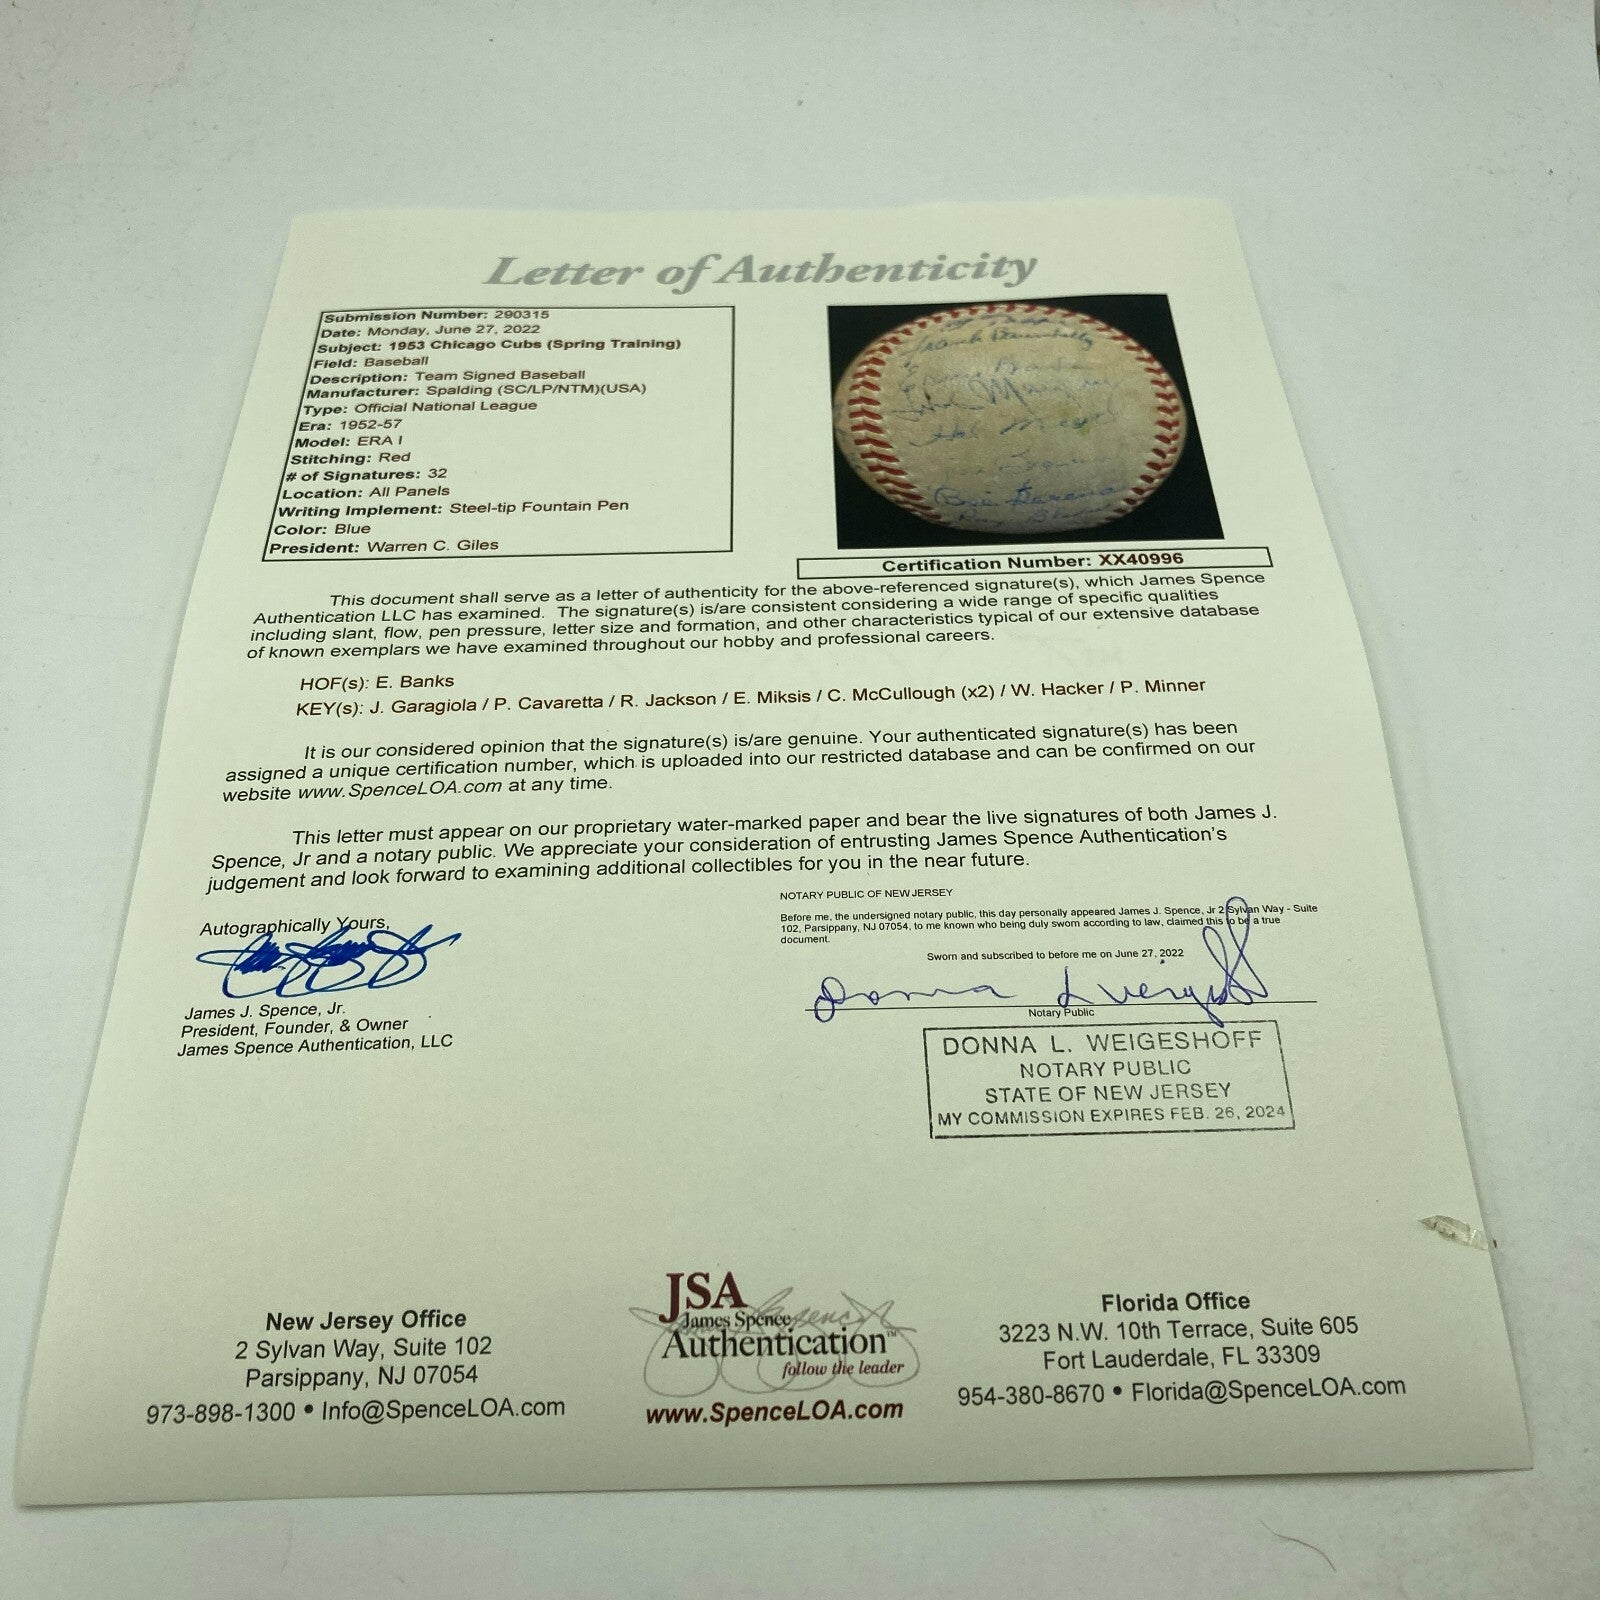 Letter of Authenticity
Submission Number: 290315
Date: Monday, June 27, 2022
Subject: 1953 Chicago Cubs (Spring Training)
Field: Baseball
Description: Team Signed Baseball
Manufacturer: Spalding (SC/LP/NTM)(USA)
Type: Official National League
Era: 1952-57
Model: ERA I
Stitching: Red
# of Signatures: 32
Location: All Panels
Writing Implement: Steel-tip Fountain Pen
Color: Blue
President: Warren C. Giles
Frank
Banks
Hal
Bob
Ray
Certification Number: XX40996
This document shall serve as a letter of authenticity for the above-referenced signature(s), which James Spence
Authentication LLC has examined. The signature(s) is/are consistent considering a wide range of specific qualities
including slant, flow, pen pressure, letter size and formation, and other characteristics typical of our extensive database
of known exemplars we have examined throughout our hobby and professional careers.
HOF(s): E. Banks
KEY(s): J. Garagiola / P. Cavaretta / R. Jackson / E. Miksis / C. McCullough (x2) / W. Hacker / P. Minner
It is our considered opinion that the signature(s) is/are genuine. Your authenticated signature(s) has been
assigned a unique certification number, which is uploaded into our restricted database and can be confirmed on our
website www.SpenceLOA.com at any time.
This letter must appear on our proprietary water-marked paper and bear the live signatures of both James J.
Spence, Jr and a notary public. We appreciate your consideration of entrusting James Spence Authentication's
judgement and look forward to examining additional collectibles for you in the near future.
NOTARY PUBLIC OF NEW JERSEY
Before me, the undersigned notary public, this day personally appeared James J. Spence, Jr 2 Sylvan Way - Suite
102, Parsippany, NJ 07054, to me known who being duly sworn according to law, claimed this to be a true
document.
Sworn and subscribed to before me on June 27, 2022
Autographically Yours,
James J. Spence, Jr.
President, Founder, & Owner
James Spence Authentication, LLC
Donna L Weigeshoff
Notary Public
DONNA L. WEIGESHOFF
NOTARY PUBLIC
STATE OF NEW JERSEY
MY COMMISSION EXPIRES FEB. 26, 2024
New Jersey Office
2 Sylvan Way, Suite 102
Parsippany, NJ 07054
973-898-1300 • Info@SpenceLOA.com
JSA
James Spence
Authentication™
follow the leader
www.SpenceLOA.com
Florida Office
3223 N.W. 10th Terrace, Suite 605
Fort Lauderdale, FL 33309
954-380-8670 • Florida@SpenceLOA.com